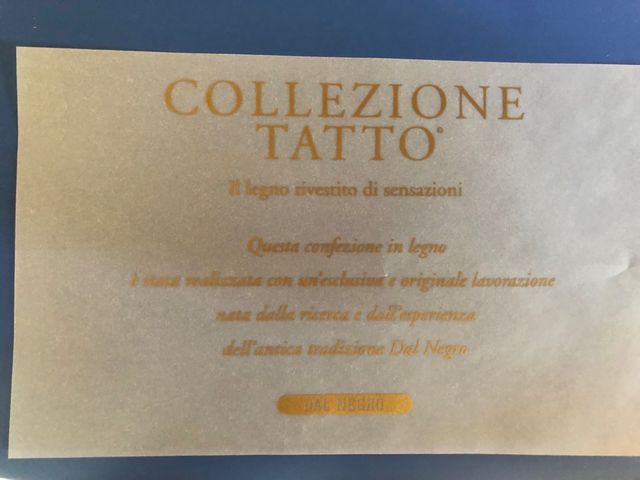 COLLEZIONE
TATTO®
Il legno rivestito di sensazioni
Questa confezione in legno
è stata realizzata con un'esclusiva e originale lavorazione
nata dalla ricerca e dall'esperienza
dell'antica tradizione Dal Negro
DAL NEGRO